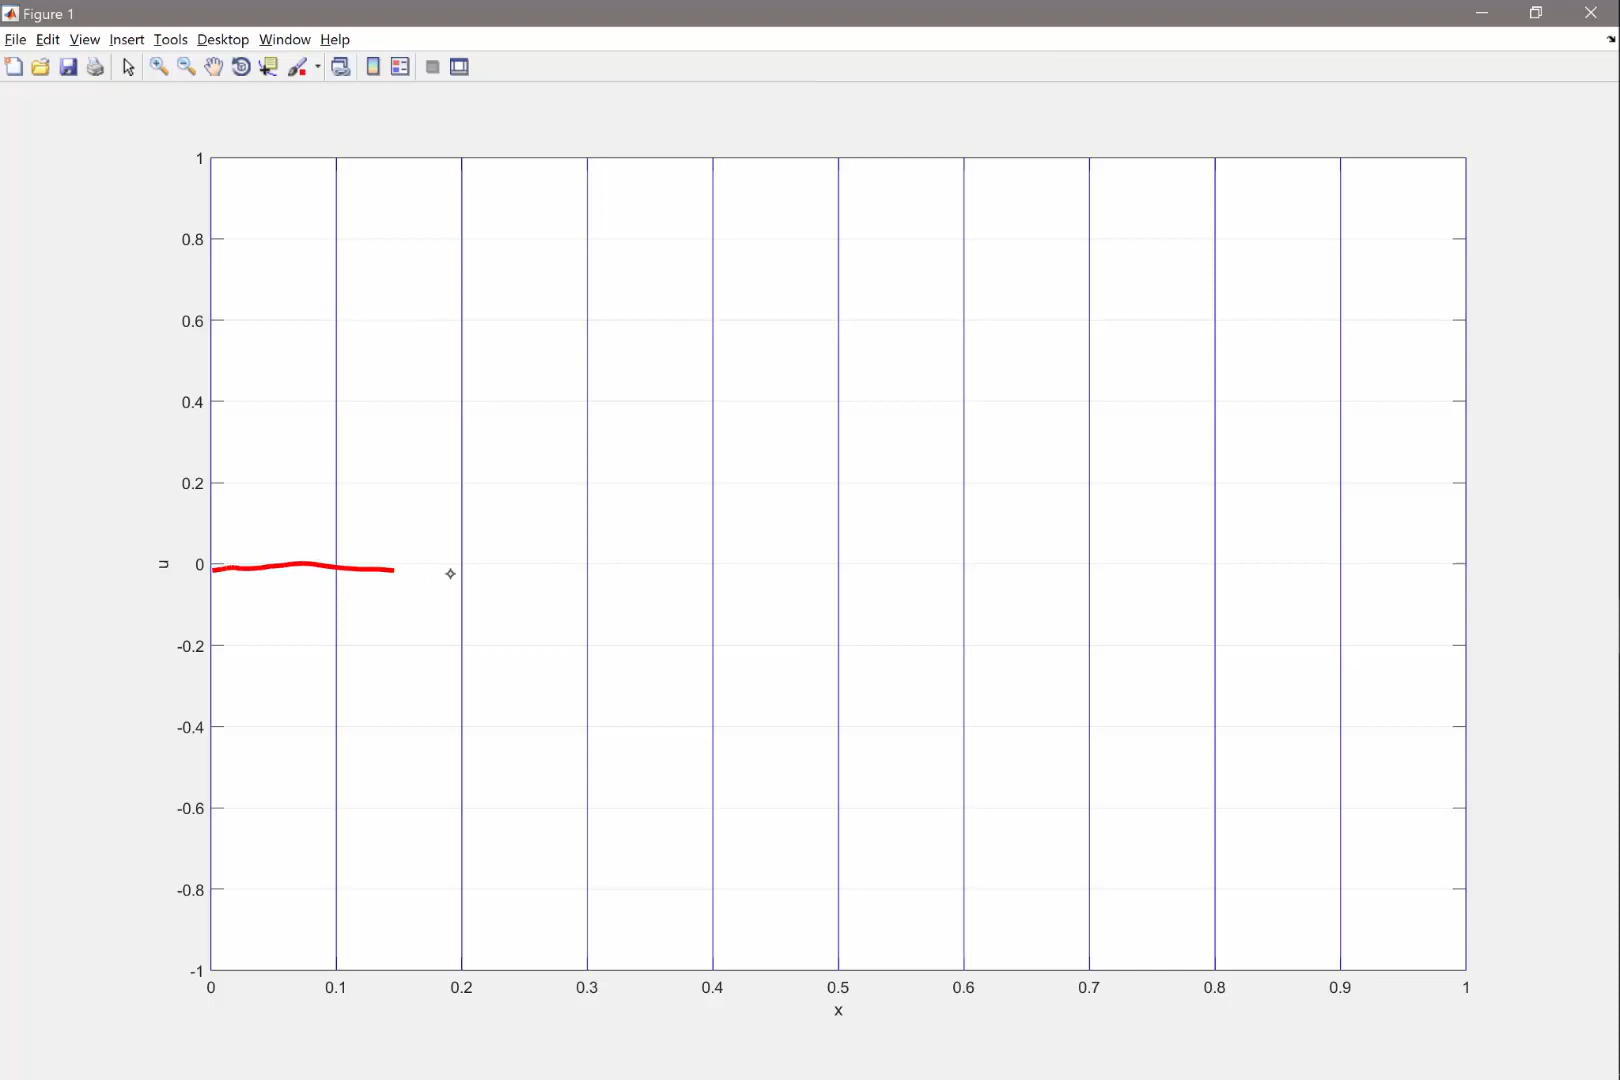 Figure 1
File Edit View Insert Tools Desktop Window Help
1
0.8
0.6
0.4
0.2
0
-0.2
-0.4
-0.6
-0.8
-1
u
0 0.1 0.2 0.3 0.4 0.5 0.6 0.7 0.8 0.9 1
x